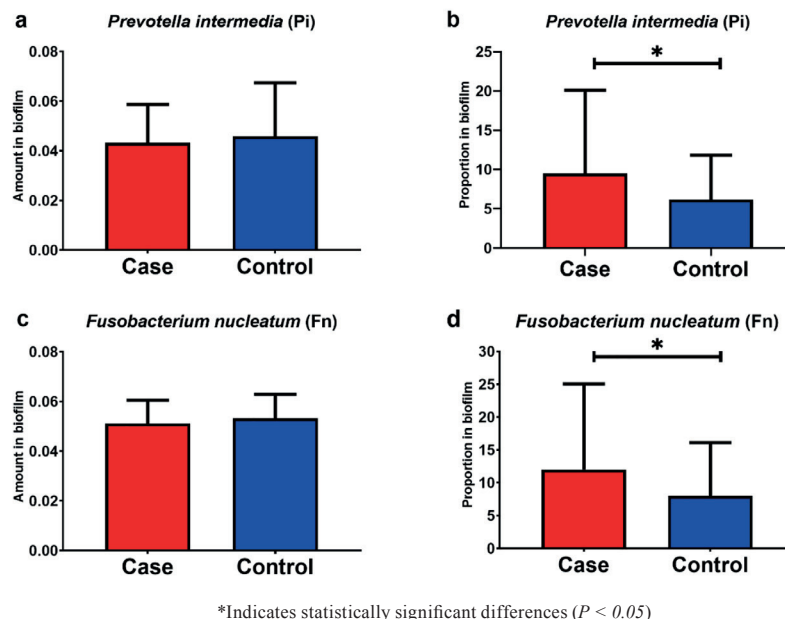 a
Prevotella intermedia (Pi)
Amount in biofilm
0.08
0.06
0.04
0.02
0.00
Case
Control
b
Prevotella intermedia (Pi)
Proportion in biofilm
25
20
15
10
5
0
*
Case
Control
c
Fusobacterium nucleatum (Fn)
Amount in biofilm
0.08
0.06
0.04
0.02
0.00
Case
Control
d
Fusobacterium nucleatum (Fn)
Proportion in biofilm
30
25
20
15
10
5
0
*
Case
Control
*Indicates statistically significant differences (P < 0.05)